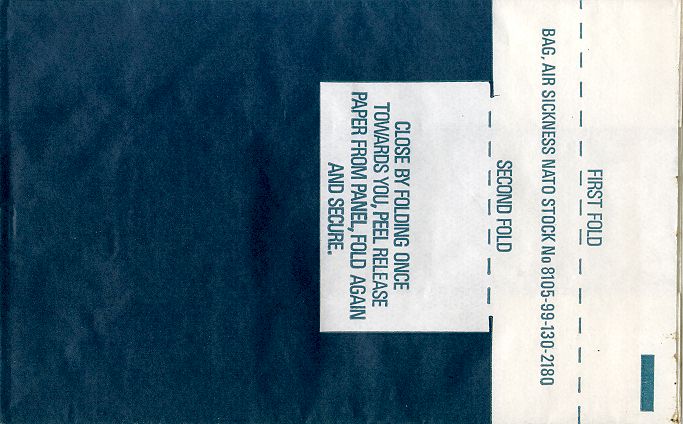 FIRST FOLD
BAG, AIR SICKNESS NATO STOCK No 8105-99-130-2180
SECOND FOLD
CLOSE BY FOLDING ONCE
TOWARDS YOU, PEEL RELEASE
PAPER FROM PANEL, FOLD AGAIN
AND SECURE.